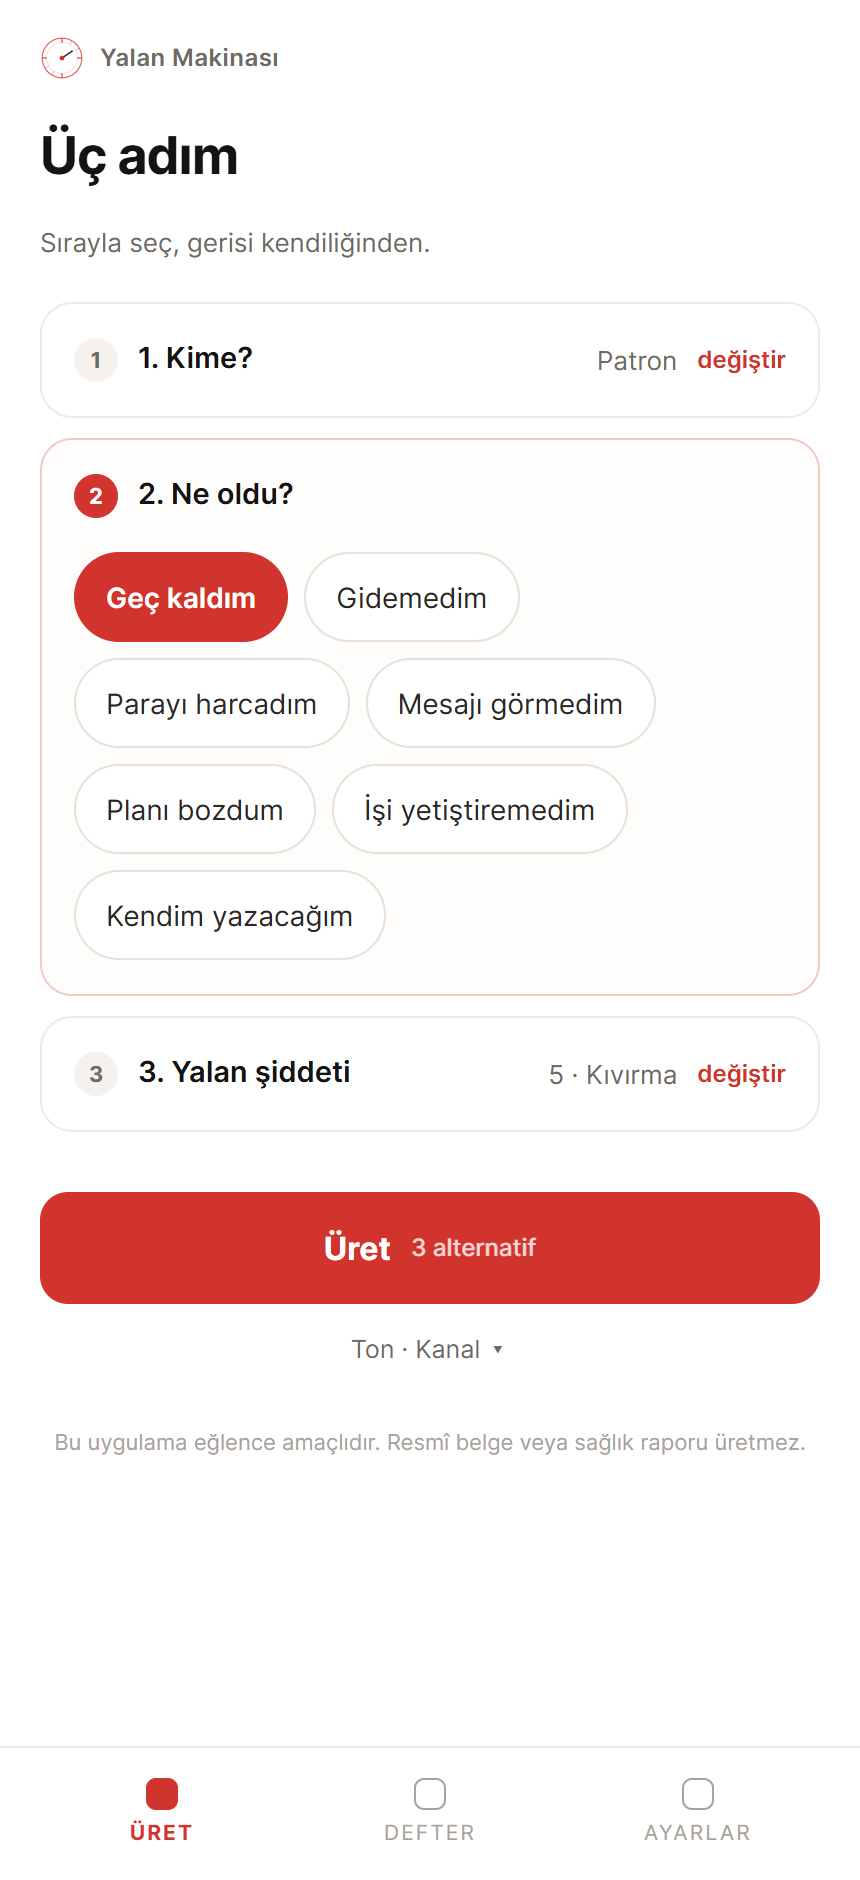 Yalan Makinası
Üç adım
Sırayla seç, gerisi kendiliğinden.
1 1. Kime? Patron değiştir
2 2. Ne oldu?
Geç kaldım Gidemedim
Parayı harcadım Mesajı görmedim
Planı bozdum İşi yetiştiremedim
Kendim yazacağım
3 3. Yalan şiddeti 5 · Kıvırma değiştir
Üret 3 alternatif
Ton · Kanal ▾
Bu uygulama eğlence amaçlıdır. Resmî belge veya sağlık raporu üretmez.
ÜRET DEFTER AYARLAR